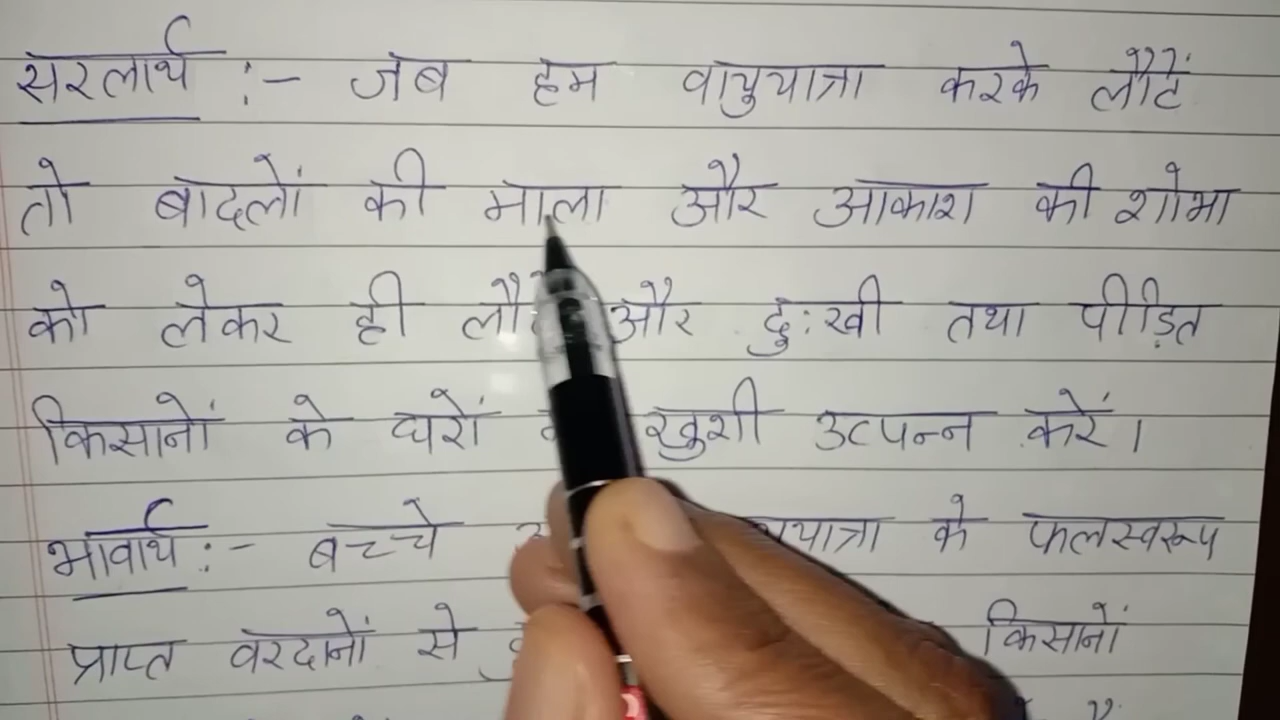 सरलार्थ :- जब हम वायुयात्रा करके लौटें
तो बादलों की माला और आकाश की शोभा
को लेकर ही और दुःखी तथा पीड़ित
किसानों के घरों खुशी उत्पन्न करें।
भावार्थ :- बच्चे के फलस्वरूप
प्राप्त वरदानों से किसानों